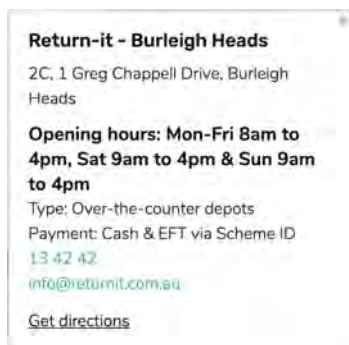 Return-it - Burleigh Heads
2C, 1 Greg Chappell Drive, Burleigh
Heads
Opening hours: Mon-Fri 8am to
4pm, Sat 9am to 4pm & Sun 9am
to 4pm
Type: Over-the-counter depots
Payment: Cash & EFT via Scheme ID
13 42 42
info@returnit.com.au
Get directions